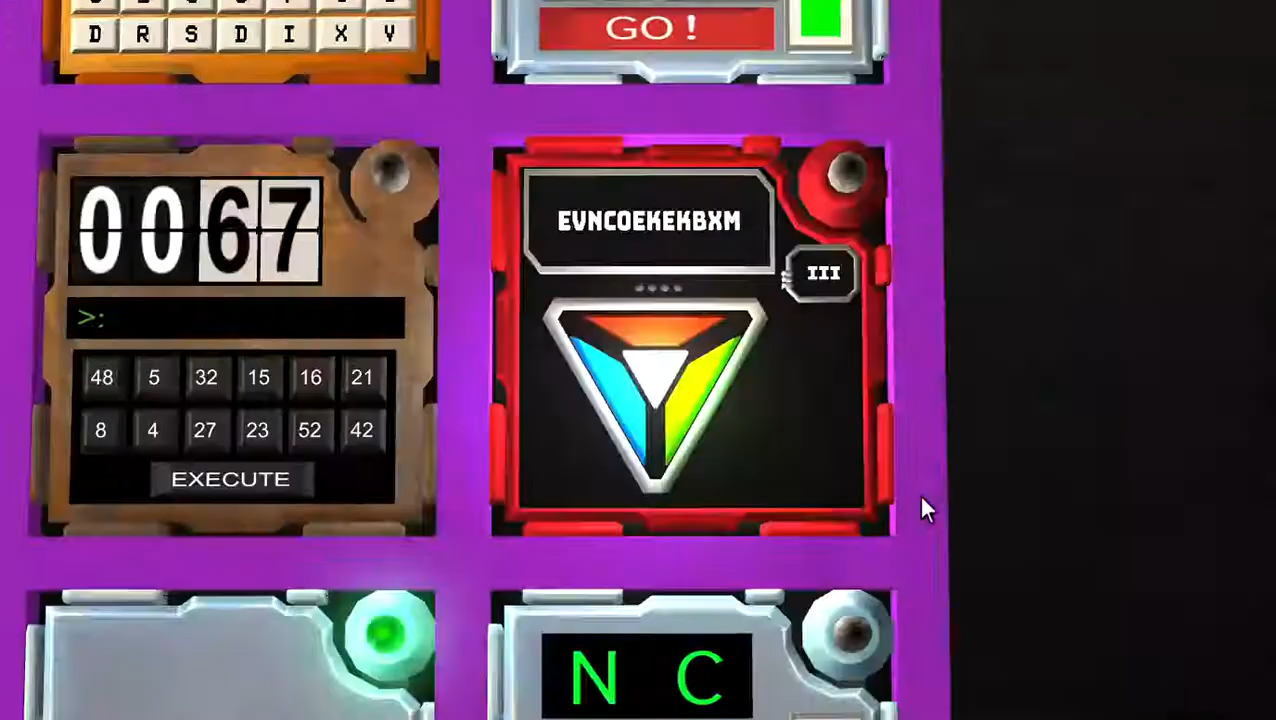 D R S D I X V
GO!
0067
EVNCOEKEKBXM
III
>:
48 5 32 15 16 21
8 4 27 23 52 42
EXECUTE
N C